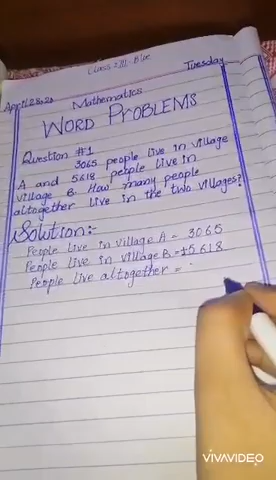 Class : III-Blue
April,28,20
Tuesday
Mathematics
WORD PROBLEMS
Question #1
3065 people live in village
A and 5618 people live in
village B. How many people
altogether live in the two villages?
Solution:-
People live in village A = 3065
People live in village B = +5618
People live altogether =
VIVAVIDEO